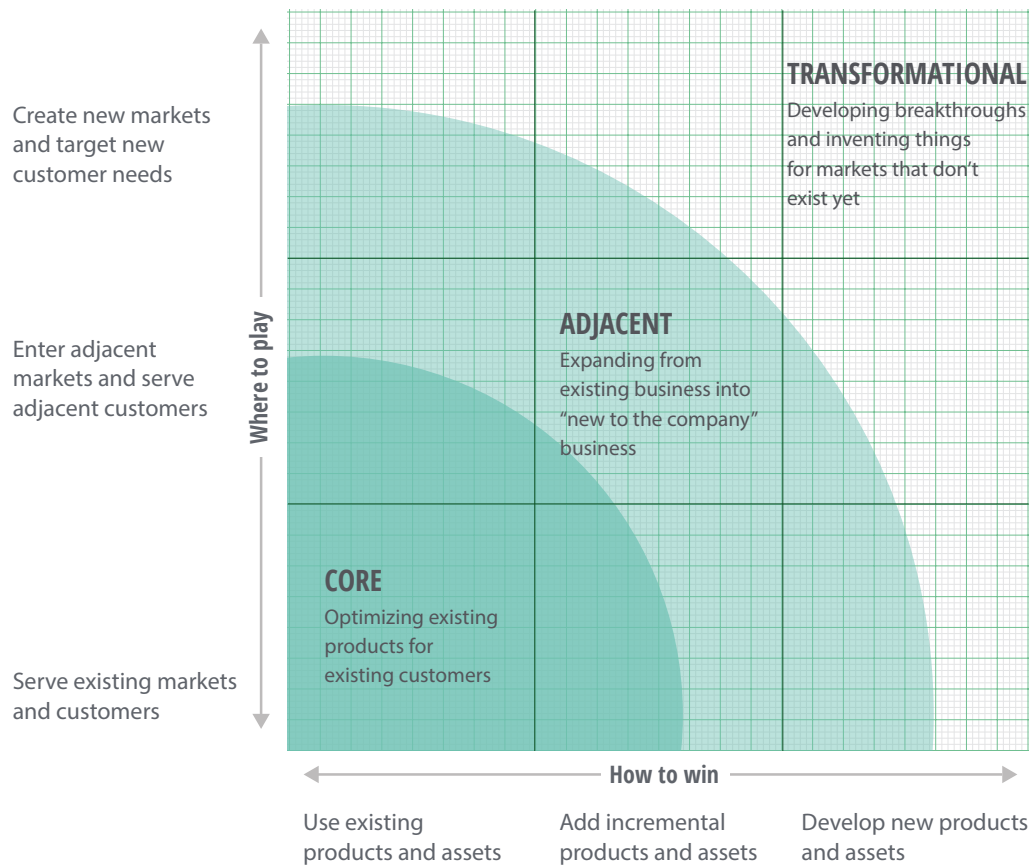 TRANSFORMATIONAL
Developing breakthroughs
and inventing things
for markets that don't
exist yet
Create new markets
and target new
customer needs
Where to play
ADJACENT
Expanding from
existing business into
“new to the company”
business
Enter adjacent
markets and serve
adjacent customers
CORE
Optimizing existing
products for
existing customers
Serve existing markets
and customers
How to win
Use existing
products and assets
Add incremental
products and assets
Develop new products
and assets